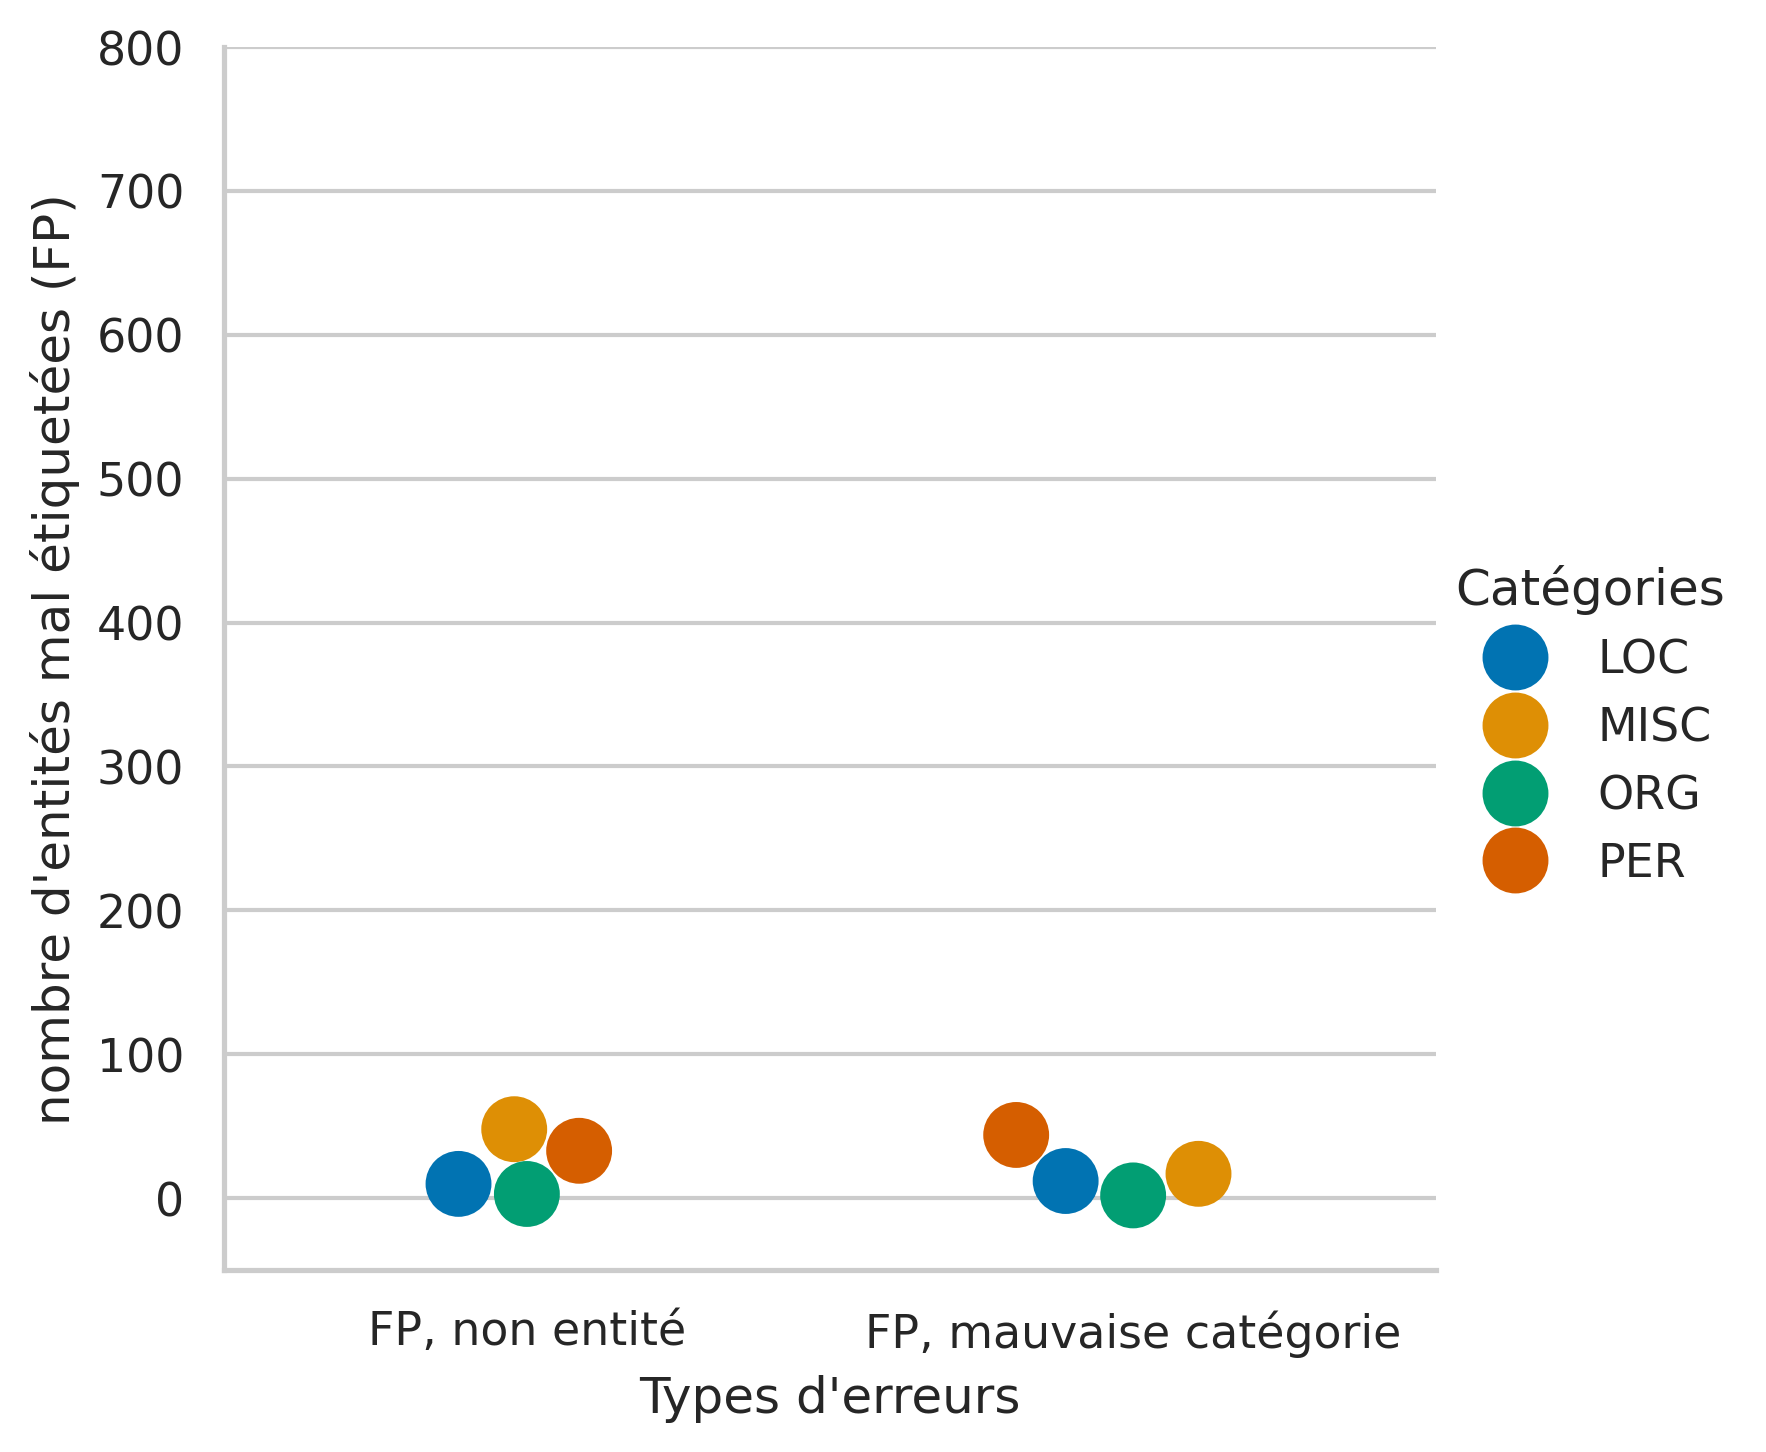 800
700
600
500
400
300
200
100
0
nombre d'entités mal étiquetées (FP)
FP, non entité
FP, mauvaise catégorie
Types d'erreurs
Catégories
LOC
MISC
ORG
PER